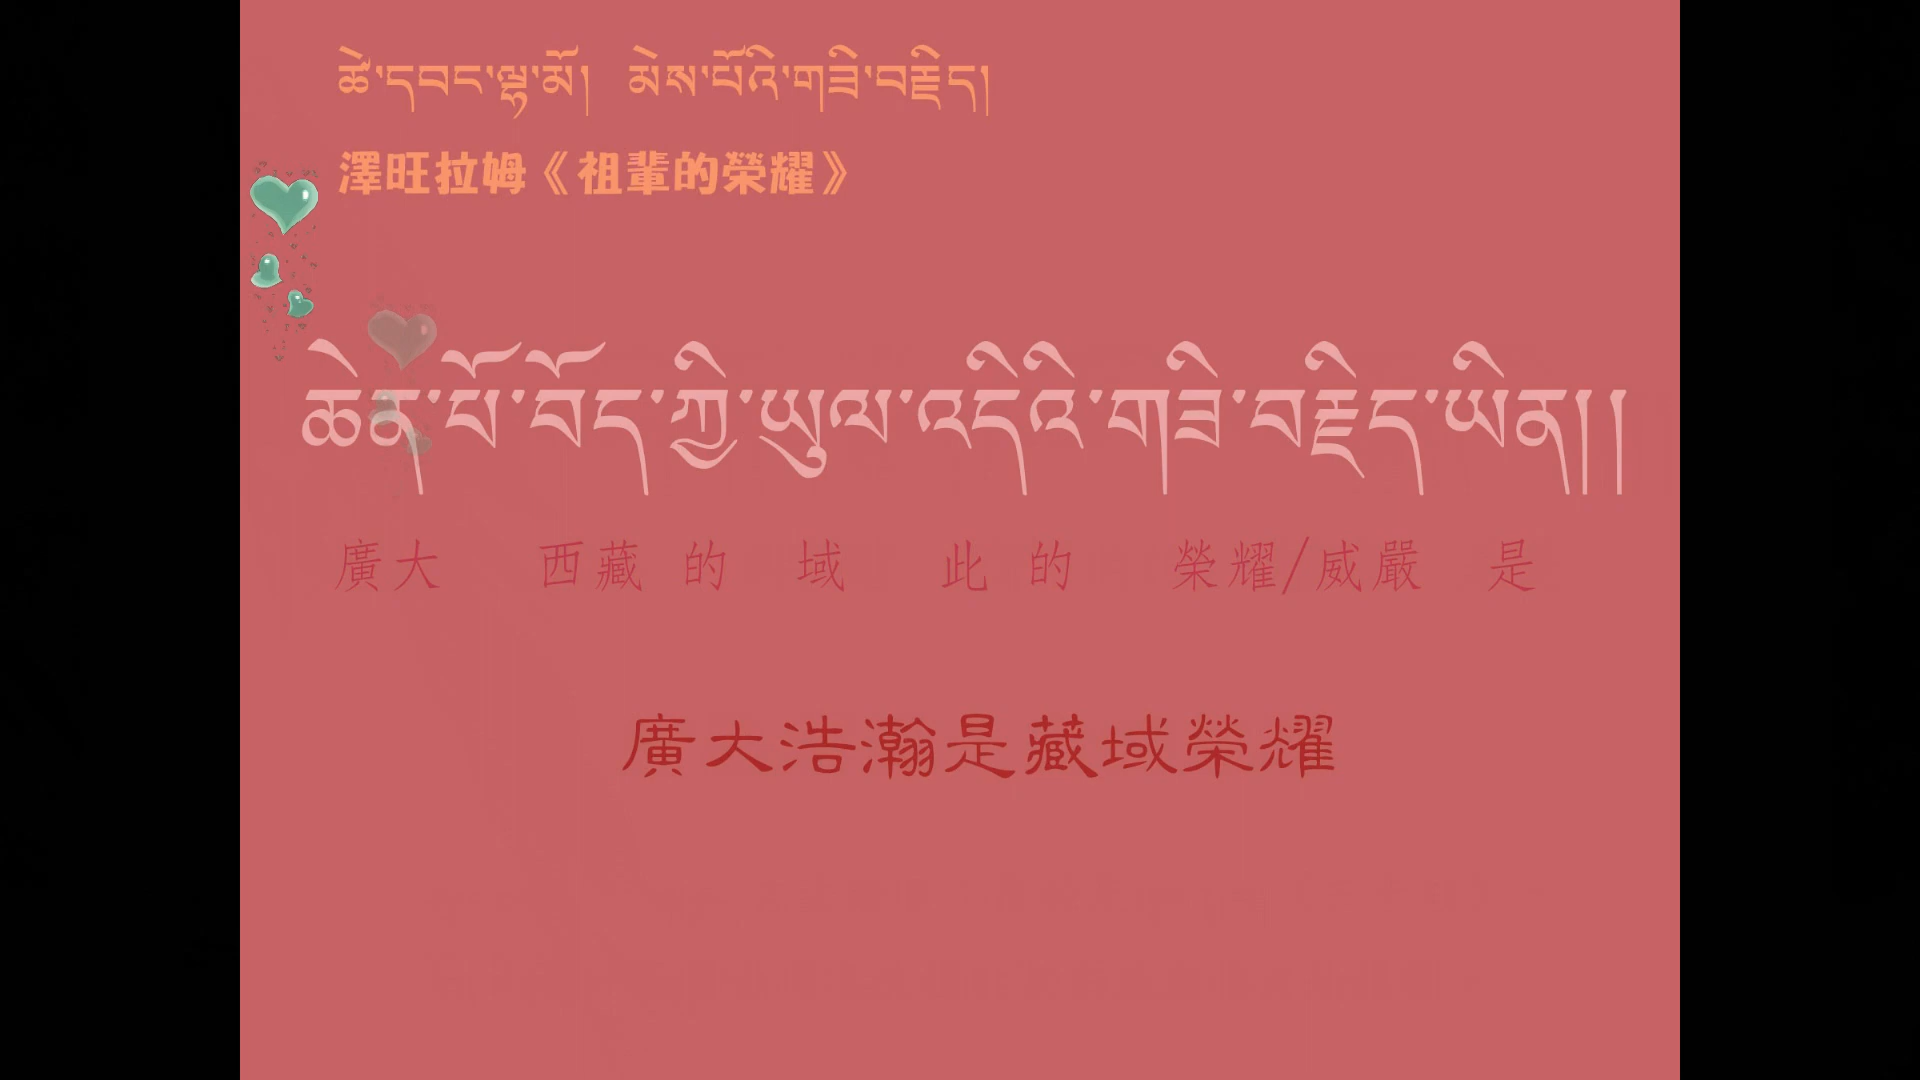 ཚེ་དབང་ལྷ་མོ།  མེས་པོའི་གཟི་བརྗིད།
澤旺拉姆《祖輩的榮耀》
ཆེན་པོ་བོད་ཀྱི་ཡུལ་འདིའི་གཟི་བརྗིད་ཡིན།།
廣大 西藏 的 域 此 的 榮耀/威嚴 是
廣大浩瀚是藏域榮耀